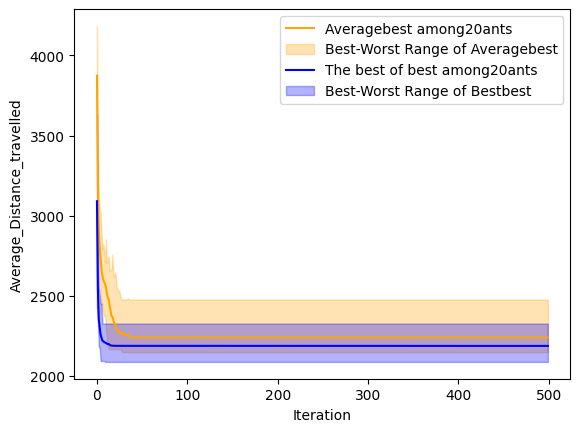 Averagebest among20ants
Best-Worst Range of Averagebest
The best of best among20ants
Best-Worst Range of Bestbest
Average_Distance_travelled
4000
3500
3000
2500
2000
0 100 200 300 400 500
Iteration